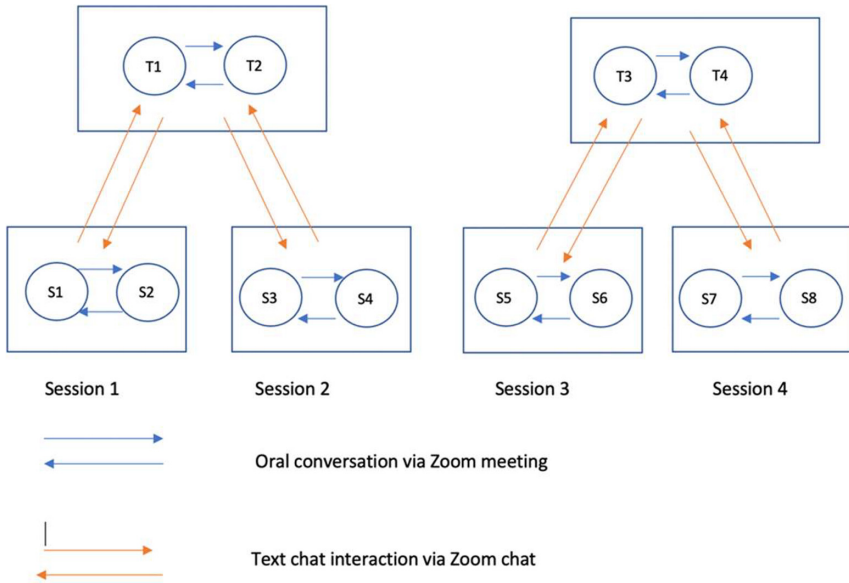 T1 T2 T3 T4
S1 S2 S3 S4 S5 S6 S7 S8
Session 1 Session 2 Session 3 Session 4
Oral conversation via Zoom meeting
Text chat interaction via Zoom chat